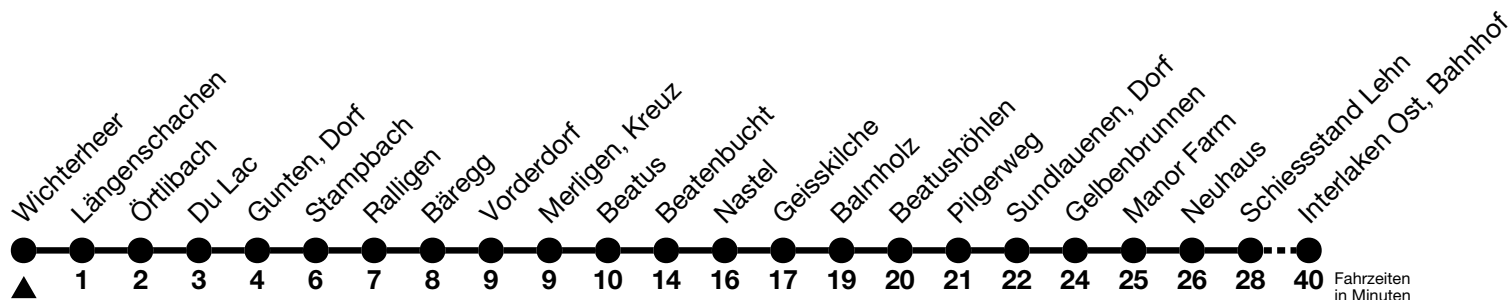 Wichterheer
Längenschachen
Örtlibach
Du Lac
Gunten, Dorf
Stampbach
Ralligen
Bäregg
Vorderdorf
Merligen, Kreuz
Beatus
Beatenbucht
Nastel
Geisskilche
Balmholz
Beatushöhlen
Pilgerweg
Sundlauenen, Dorf
Gelbenbrunnen
Manor Farm
Neuhaus
Schiessstand Lehn
Interlaken Ost, Bahnhof
1 2 3 4 6 7 8 9 9 10 14 16 17 19 20 21 22 24 25 26 28 40 Fahrzeiten
in Minuten